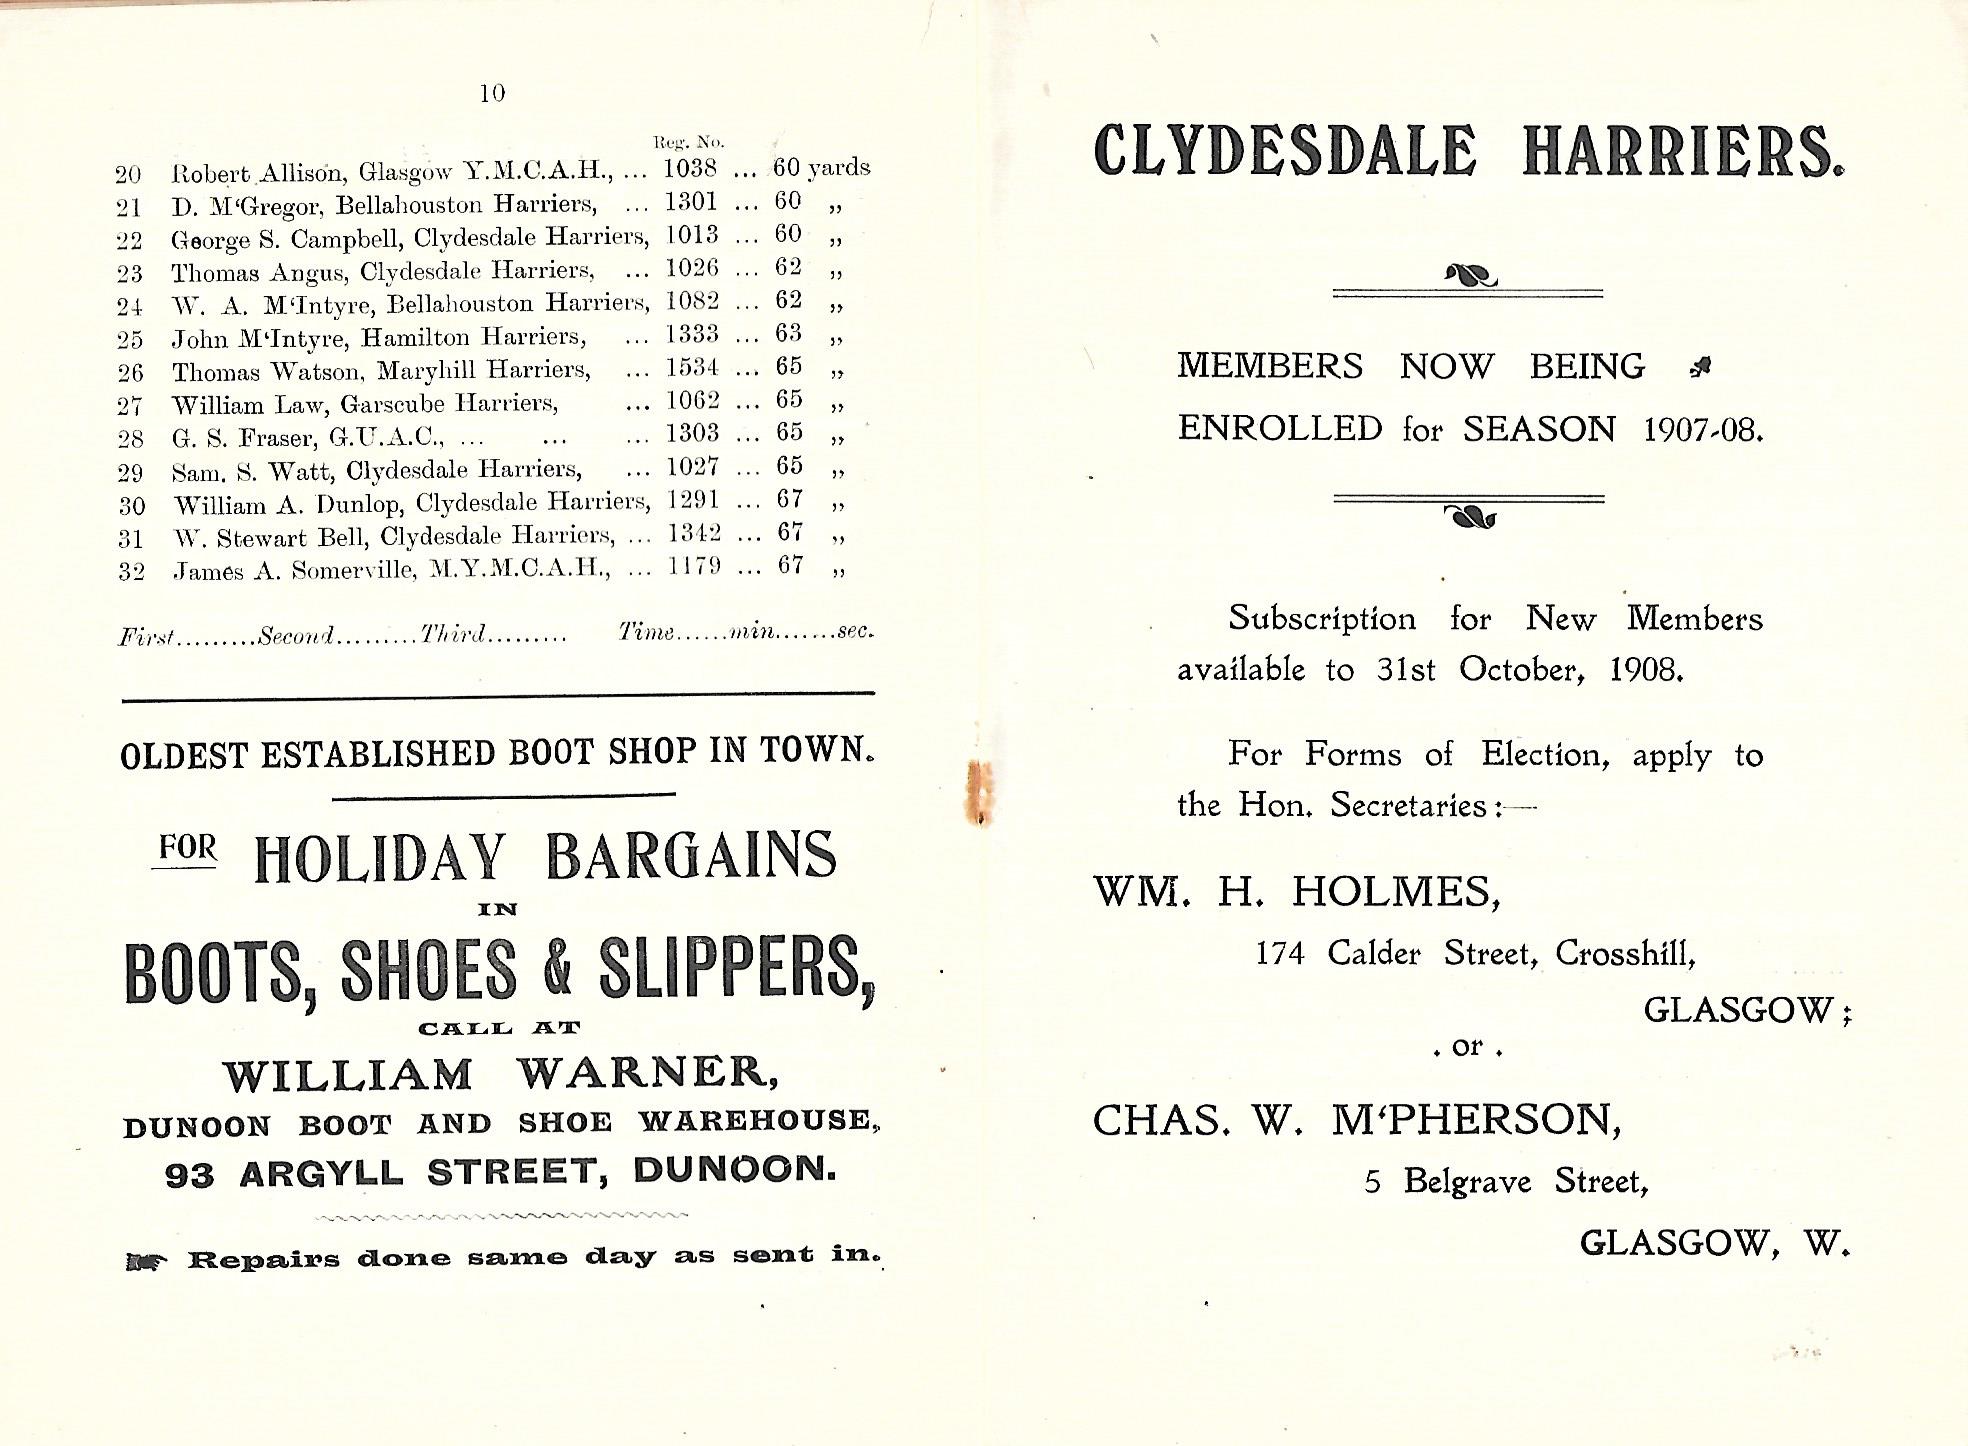 10
Reg. No.
20 Robert Allison, Glasgow Y.M.C.A.H., ... 1038 ... 60 yards
21 D. M‘Gregor, Bellahouston Harriers, ... 1301 ... 60 „
22 George S. Campbell, Clydesdale Harriers, 1013 ... 60 „
23 Thomas Angus, Clydesdale Harriers, ... 1026 ... 62 „
24 W. A. M‘Intyre, Bellahouston Harriers, 1082 ... 62 „
25 John M‘Intyre, Hamilton Harriers, ... 1333 ... 63 „
26 Thomas Watson, Maryhill Harriers, ... 1534 ... 65 „
27 William Law, Garscube Harriers, ... 1062 ... 65 „
28 G. S. Fraser, G.U.A.C., ... ... ... 1303 ... 65 „
29 Sam. S. Watt, Clydesdale Harriers, ... 1027 ... 65 „
30 William A. Dunlop, Clydesdale Harriers, 1291 ... 67 „
31 W. Stewart Bell, Clydesdale Harriers, ... 1342 ... 67 „
32 James A. Somerville, M.Y.M.C.A.H., ... 1179 ... 67 „
First.........Second.........Third......... Time......min.......sec.
OLDEST ESTABLISHED BOOT SHOP IN TOWN.
FOR HOLIDAY BARGAINS
IN
BOOTS, SHOES & SLIPPERS,
CALL AT
WILLIAM WARNER,
DUNOON BOOT AND SHOE WAREHOUSE,
93 ARGYLL STREET, DUNOON.
☛ Repairs done same day as sent in.
CLYDESDALE HARRIERS.
MEMBERS NOW BEING
ENROLLED for SEASON 1907-08.
Subscription for New Members
available to 31st October, 1908.
For Forms of Election, apply to
the Hon. Secretaries:—
WM. H. HOLMES,
174 Calder Street, Crosshill,
GLASGOW;
. or .
CHAS. W. M‘PHERSON,
5 Belgrave Street,
GLASGOW, W.